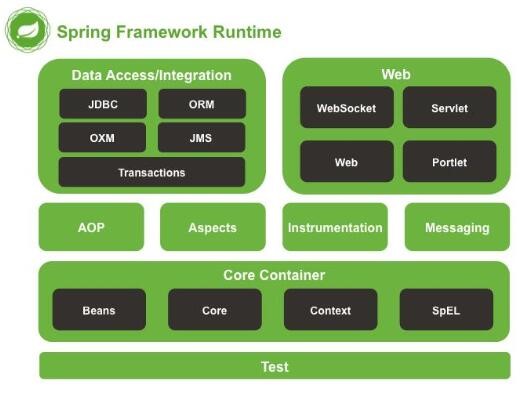 Spring Framework Runtime
Data Access/Integration
JDBC
ORM
OXM
JMS
Transactions
Web
WebSocket
Servlet
Web
Portlet
AOP
Aspects
Instrumentation
Messaging
Core Container
Beans
Core
Context
SpEL
Test